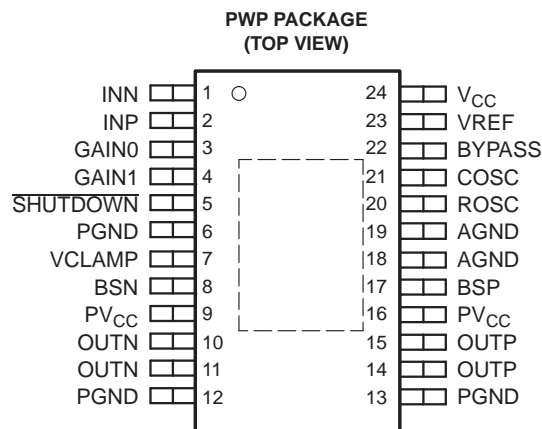 PWP PACKAGE
(TOP VIEW)
INN 1 24 VCC
INP 2 23 VREF
GAIN0 3 22 BYPASS
GAIN1 4 21 COSC
SHUTDOWN 5 20 ROSC
PGND 6 19 AGND
VCLAMP 7 18 AGND
BSN 8 17 BSP
PVCC 9 16 PVCC
OUTN 10 15 OUTP
OUTN 11 14 OUTP
PGND 12 13 PGND